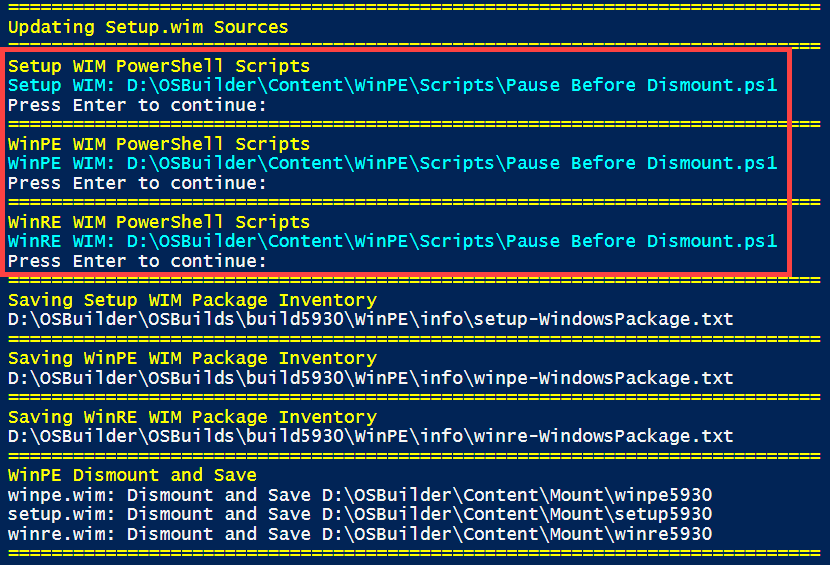 ================================================================================
Updating Setup.wim Sources
================================================================================
Setup WIM PowerShell Scripts
Setup WIM: D:\OSBuilder\Content\WinPE\Scripts\Pause Before Dismount.ps1
Press Enter to continue:
================================================================================
WinPE WIM PowerShell Scripts
WinPE WIM: D:\OSBuilder\Content\WinPE\Scripts\Pause Before Dismount.ps1
Press Enter to continue:
================================================================================
WinRE WIM PowerShell Scripts
WinRE WIM: D:\OSBuilder\Content\WinPE\Scripts\Pause Before Dismount.ps1
Press Enter to continue:
================================================================================
Saving Setup WIM Package Inventory
D:\OSBuilder\OSBuilds\build5930\WinPE\info\setup-WindowsPackage.txt
================================================================================
Saving WinPE WIM Package Inventory
D:\OSBuilder\OSBuilds\build5930\WinPE\info\winpe-WindowsPackage.txt
================================================================================
Saving WinRE WIM Package Inventory
D:\OSBuilder\OSBuilds\build5930\WinPE\info\winre-WindowsPackage.txt
================================================================================
WinPE Dismount and Save
winpe.wim: Dismount and Save D:\OSBuilder\Content\Mount\winpe5930
setup.wim: Dismount and Save D:\OSBuilder\Content\Mount\setup5930
winre.wim: Dismount and Save D:\OSBuilder\Content\Mount\winre5930
================================================================================